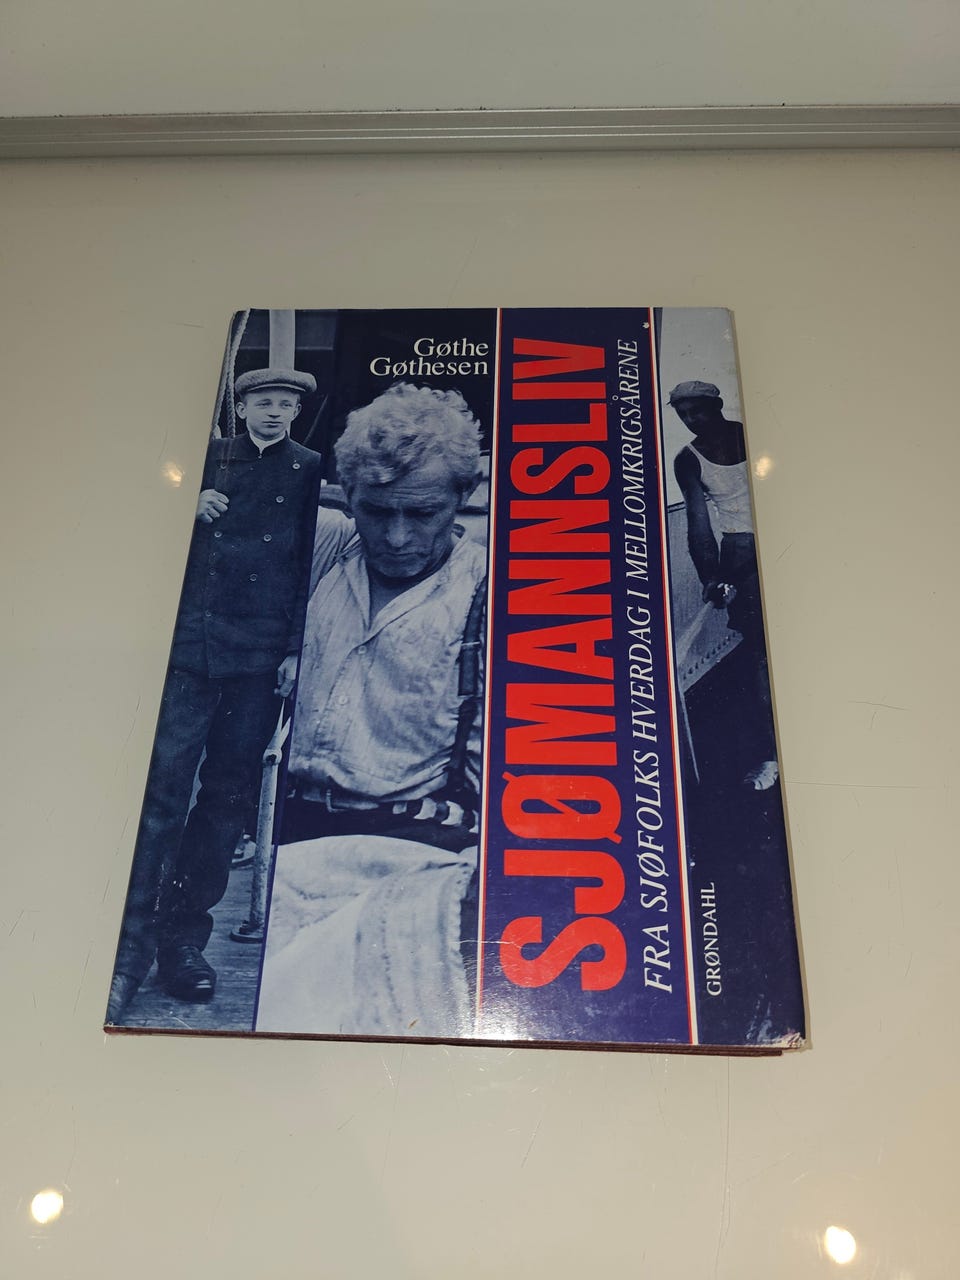 Gøthe
Gøthesen
SJØMANNSLIV
FRA SJØFOLKS HVERDAG I MELLOMKRIGSÅRENE
GRØNDAHL